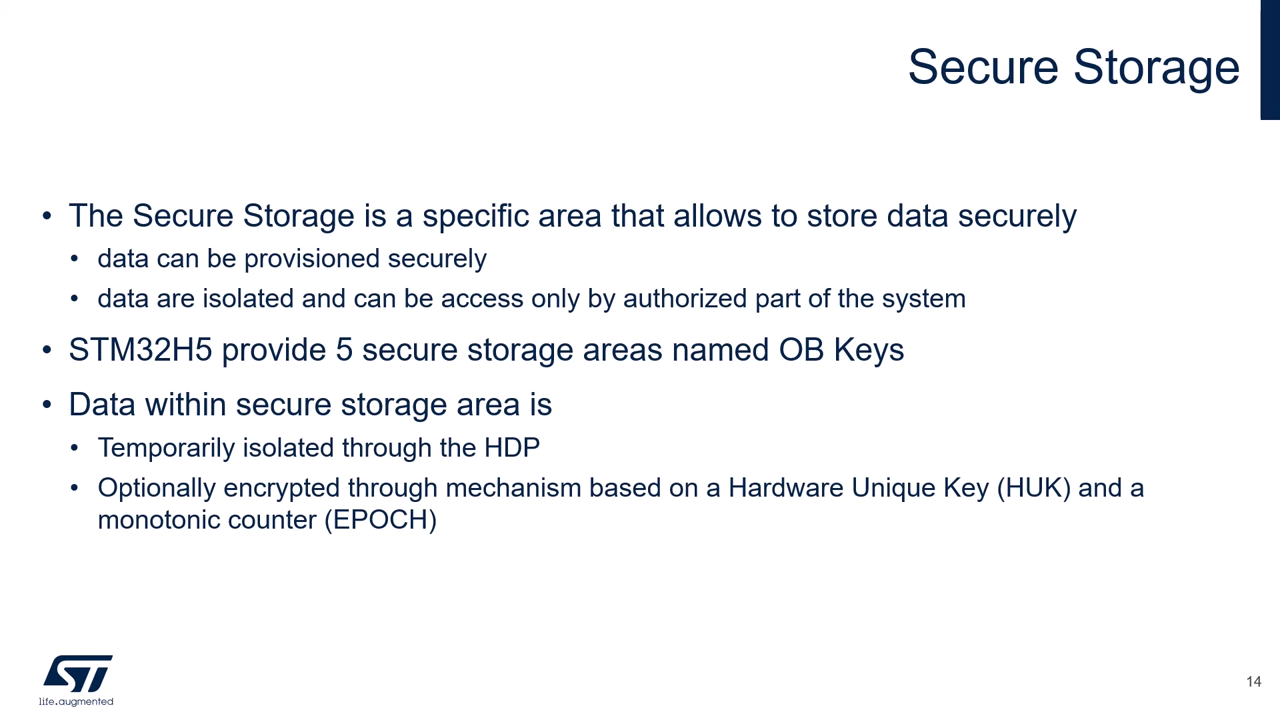 Secure Storage
• The Secure Storage is a specific area that allows to store data securely
• data can be provisioned securely
• data are isolated and can be access only by authorized part of the system
• STM32H5 provide 5 secure storage areas named OB Keys
• Data within secure storage area is
• Temporarily isolated through the HDP
• Optionally encrypted through mechanism based on a Hardware Unique Key (HUK) and a
monotonic counter (EPOCH)
ST
life.augmented
14